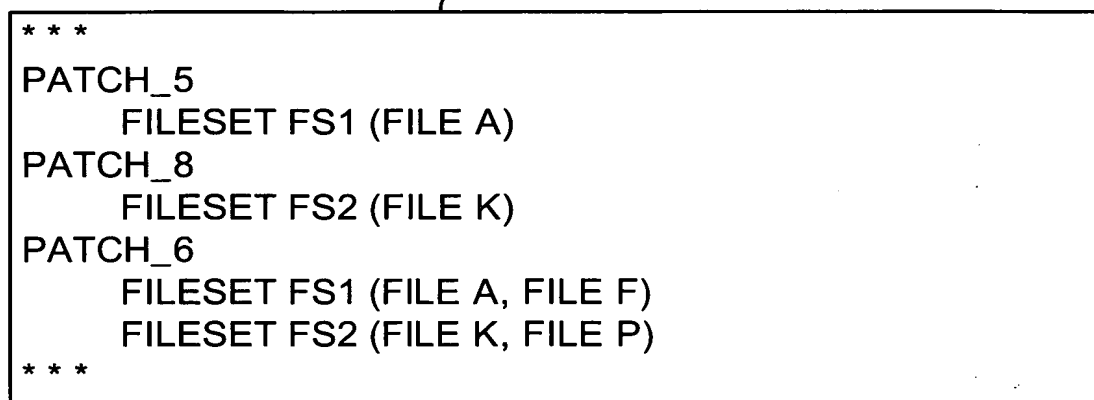 * * *
PATCH_5
FILESET FS1 (FILE A)
PATCH_8
FILESET FS2 (FILE K)
PATCH_6
FILESET FS1 (FILE A, FILE F)
FILESET FS2 (FILE K, FILE P)
* * *